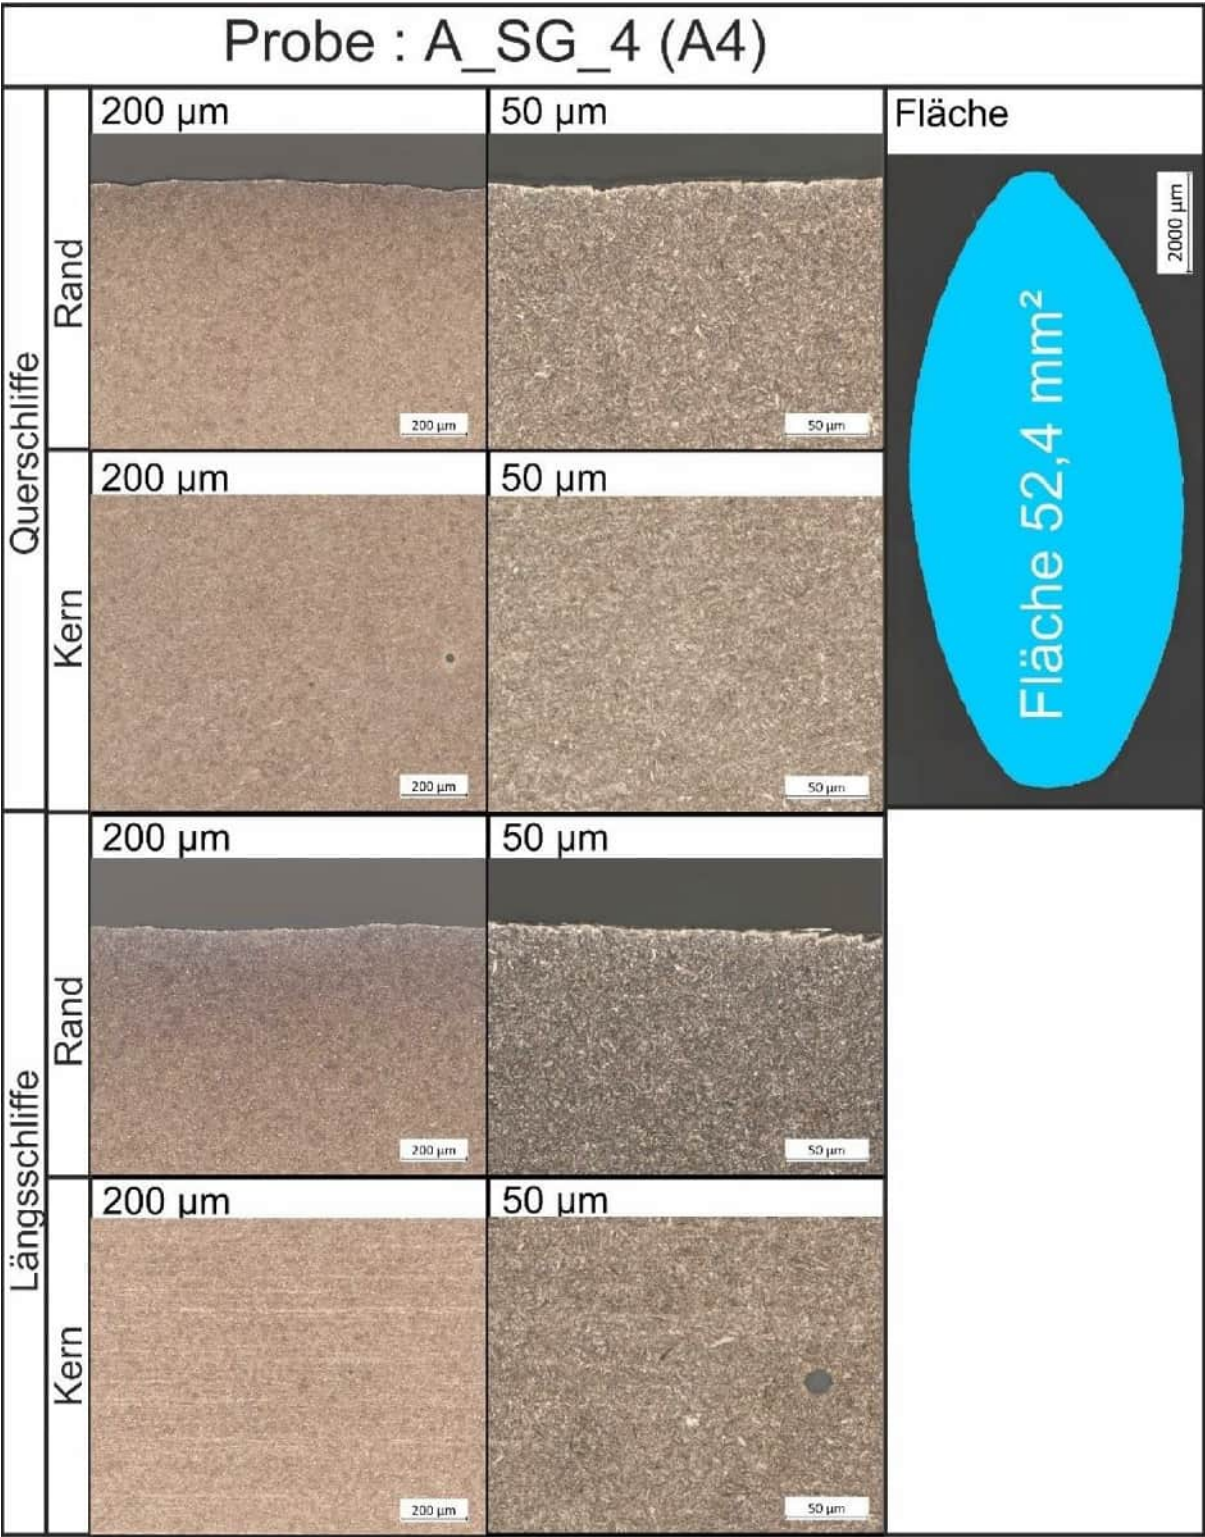 Probe : A_SG_4 (A4)
Querschliffe
Rand
200 µm
200 µm
50 µm
50 µm
Fläche
2000 µm
Fläche 52,4 mm²
Kern
200 µm
200 µm
50 µm
50 µm
Längsschliffe
Rand
200 µm
200 µm
50 µm
50 µm
Kern
200 µm
200 µm
50 µm
50 µm